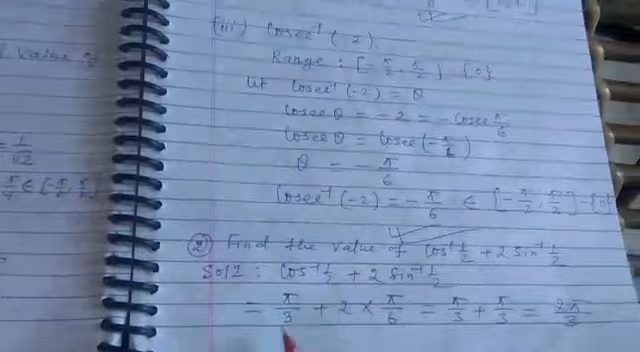 (iii) Cosec⁻¹(-2).
Range : [-π/2, π/2] - {0}
Let Cosec⁻¹(-2) = θ
Cosec θ = -2 = -Cosec π/6
Cosec θ = Cosec(-π/6)
θ = -π/6
Cosec⁻¹(-2) = -π/6 ∈ [-π/2, π/2] - {0}
② Find the value of Cos⁻¹ 1/2 + 2 Sin⁻¹ 1/2
Sol1 : Cos⁻¹ 1/2 + 2 Sin⁻¹ 1/2
= π/3 + 2 × π/6 = π/3 + π/3 = 2π/3